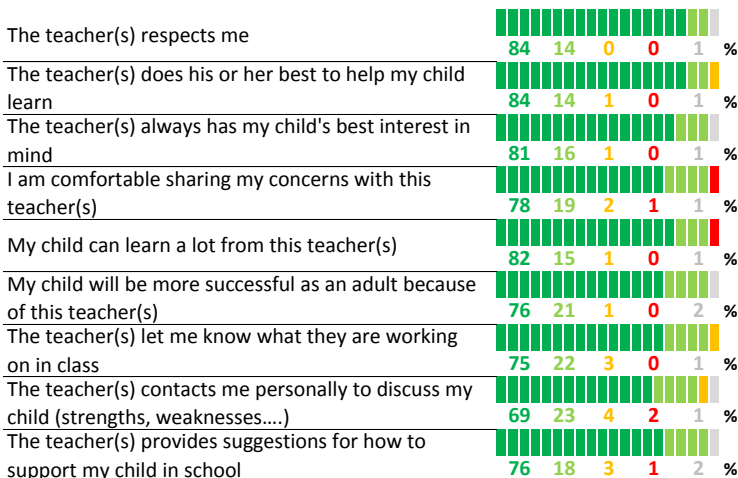 The teacher(s) respects me
84 14 0 0 1 %
The teacher(s) does his or her best to help my child
learn
84 14 1 0 1 %
The teacher(s) always has my child's best interest in
mind
81 16 1 0 1 %
I am comfortable sharing my concerns with this
teacher(s)
78 19 2 1 1 %
My child can learn a lot from this teacher(s)
82 15 1 0 1 %
My child will be more successful as an adult because
of this teacher(s)
76 21 1 0 2 %
The teacher(s) let me know what they are working
on in class
75 22 3 0 1 %
The teacher(s) contacts me personally to discuss my
child (strengths, weaknesses….)
69 23 4 2 1 %
The teacher(s) provides suggestions for how to
support my child in school
76 18 3 1 2 %